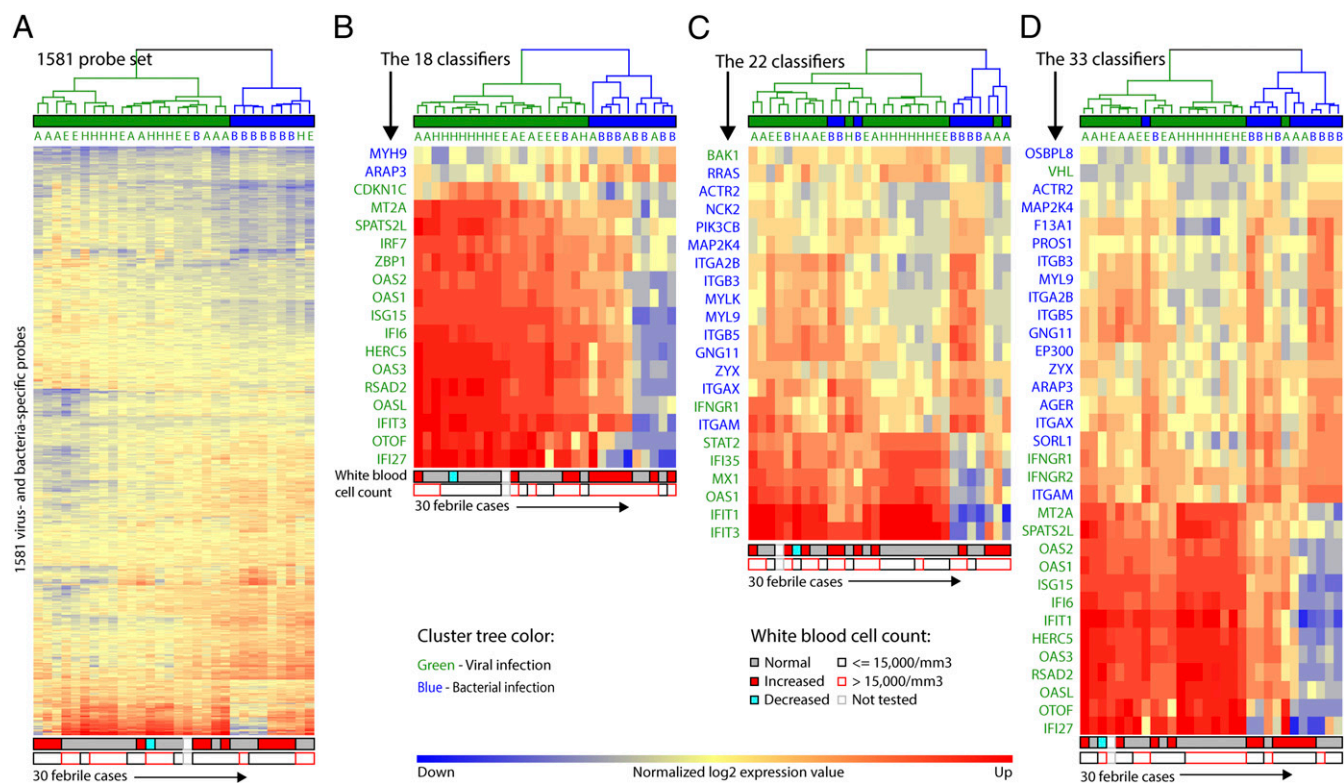 A
1581 probe set
A A A E E H H H H E A A H H H E E B A A A B B B B B B B H E
1581 virus- and bacteria-specific probes
30 febrile cases
B
The 18 classifiers
MYH9
ARAP3
CDKN1C
MT2A
SPATS2L
IRF7
ZBP1
OAS2
OAS1
ISG15
IFI6
HERC5
OAS3
RSAD2
OASL
IFIT3
OTOF
IFI27
White blood
cell count
30 febrile cases
C
The 22 classifiers
BAK1
RRAS
ACTR2
NCK2
PIK3CB
MAP2K4
ITGA2B
ITGB3
MYLK
MYL9
ITGB5
GNG11
ZYX
ITGAX
IFNGR1
ITGAM
STAT2
IFI35
MX1
OAS1
IFIT1
IFIT3
30 febrile cases
D
The 33 classifiers
OSBPL8
VHL
ACTR2
MAP2K4
F13A1
PROS1
ITGB3
MYL9
ITGA2B
ITGB5
GNG11
EP300
ZYX
ARAP3
AGER
ITGAX
SORL1
IFNGR1
IFNGR2
ITGAM
MT2A
SPATS2L
OAS2
OAS1
ISG15
IFI6
IFIT1
HERC5
OAS3
RSAD2
OASL
OTOF
IFI27
30 febrile cases
Cluster tree color:
Green - Viral infection
Blue - Bacterial infection
White blood cell count:
Normal
Increased
Decreased
<= 15,000/mm3
> 15,000/mm3
Not tested
Down
Normalized log2 expression value
Up